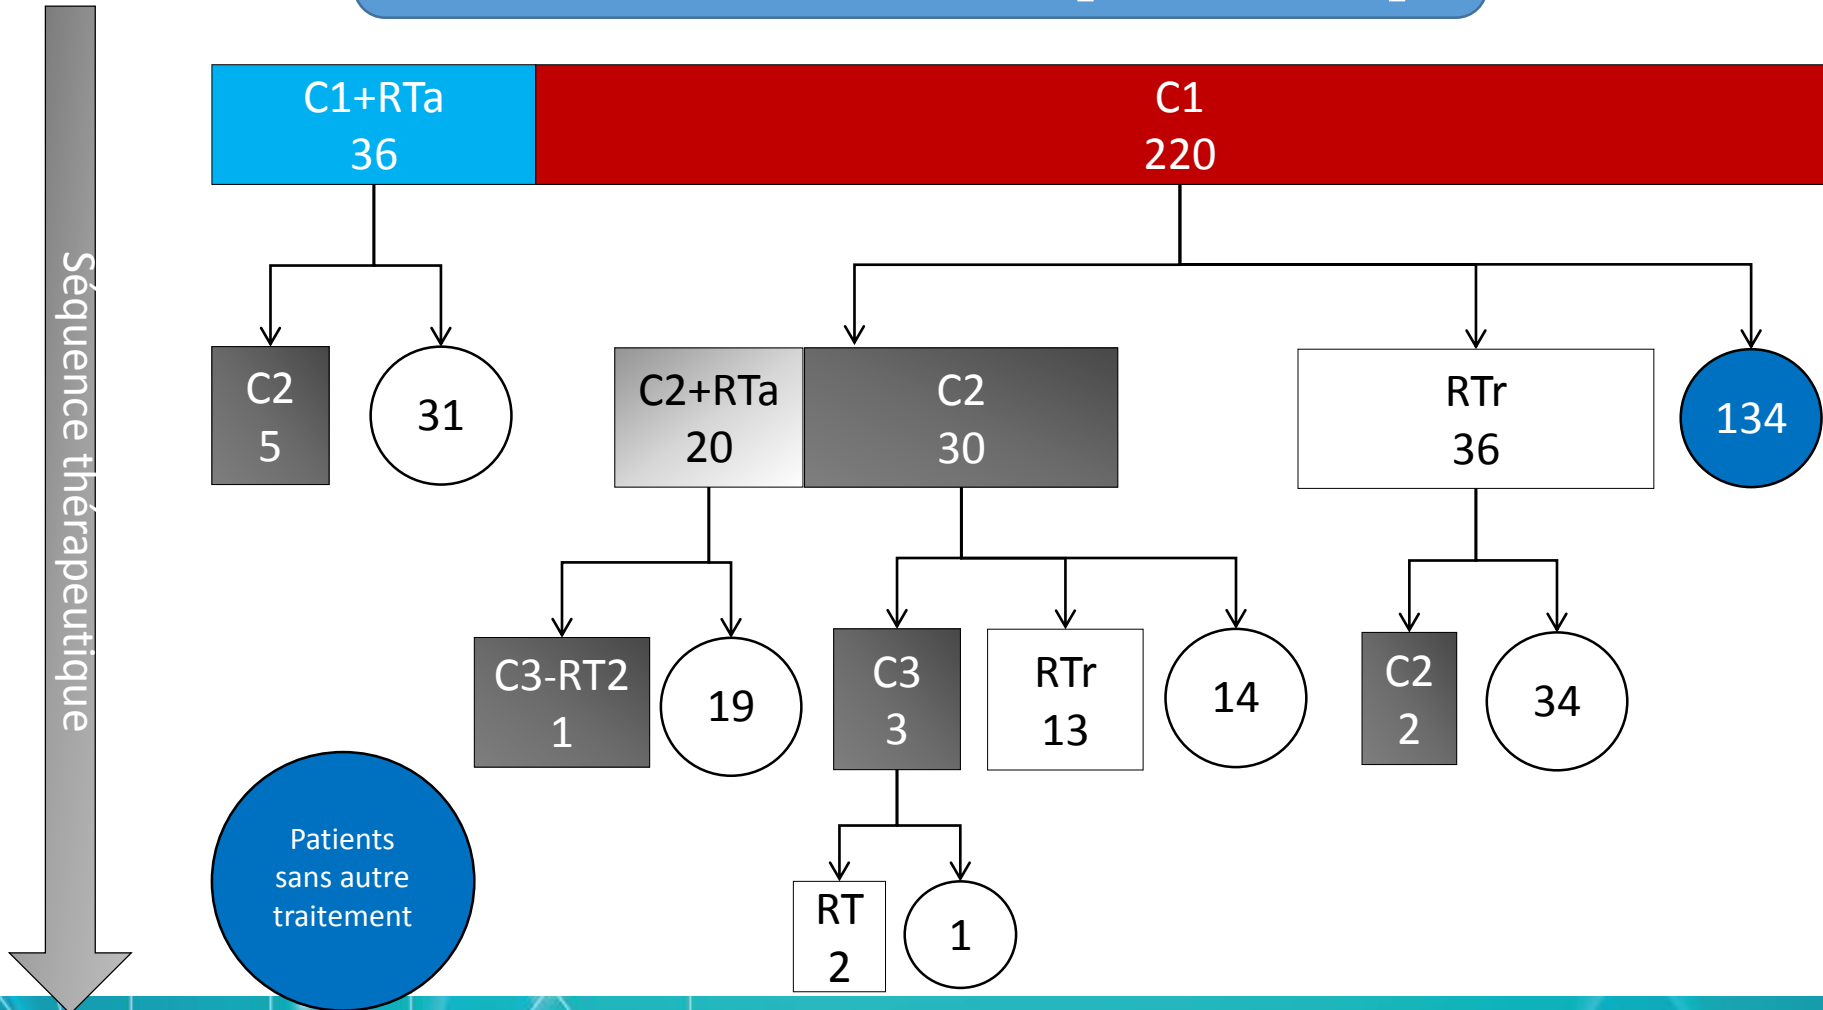 C1+RTa
36
C1
220
Séquence thérapeutique
C2
5
31
C2+RTa
20
C2
30
RTr
36
134
C3-RT2
1
19
C3
3
RTr
13
14
C2
2
34
Patients
sans autre
traitement
RT
2
1